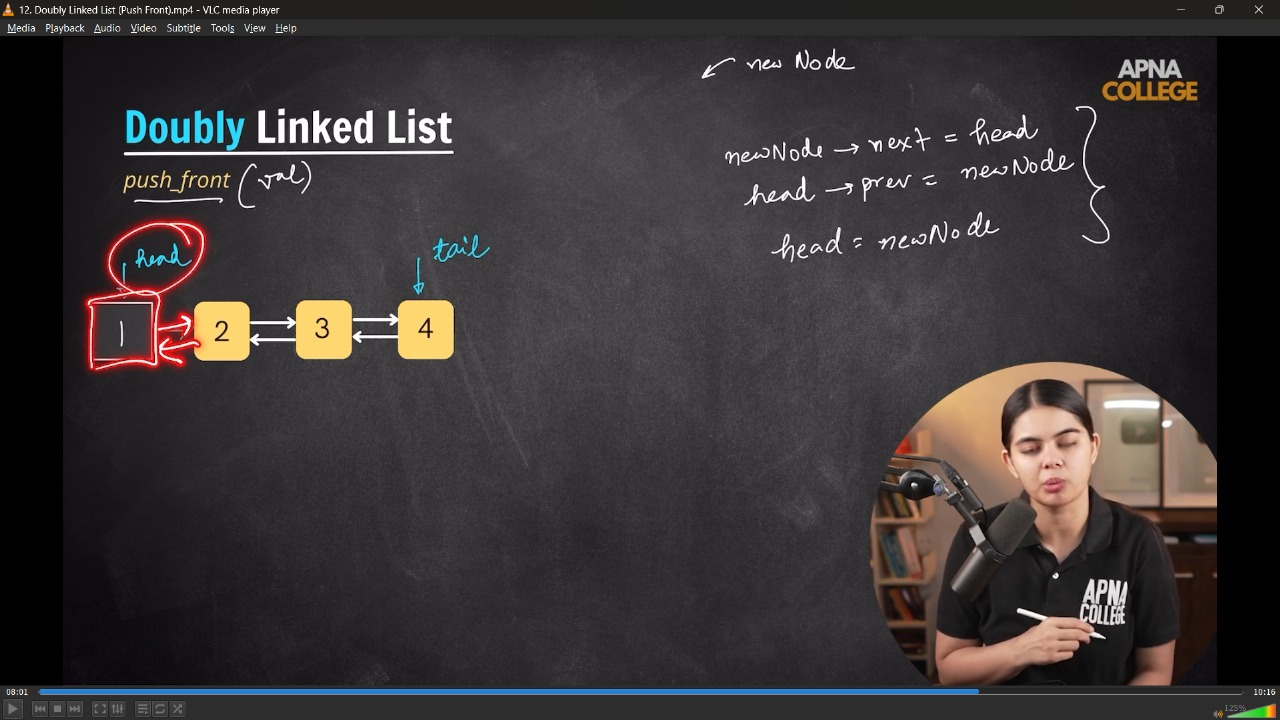 12. Doubly Linked List (Push Front).mp4 - VLC media player
Media Playback Audio Video Subtitle Tools View Help
new Node
APNA
COLLEGE
Doubly Linked List
push_front (val)
newNode → next = head
head → prev = newNode
head = newNode
head
tail
1 2 3 4
APNA
COLLEGE
08:01
10:16
125%